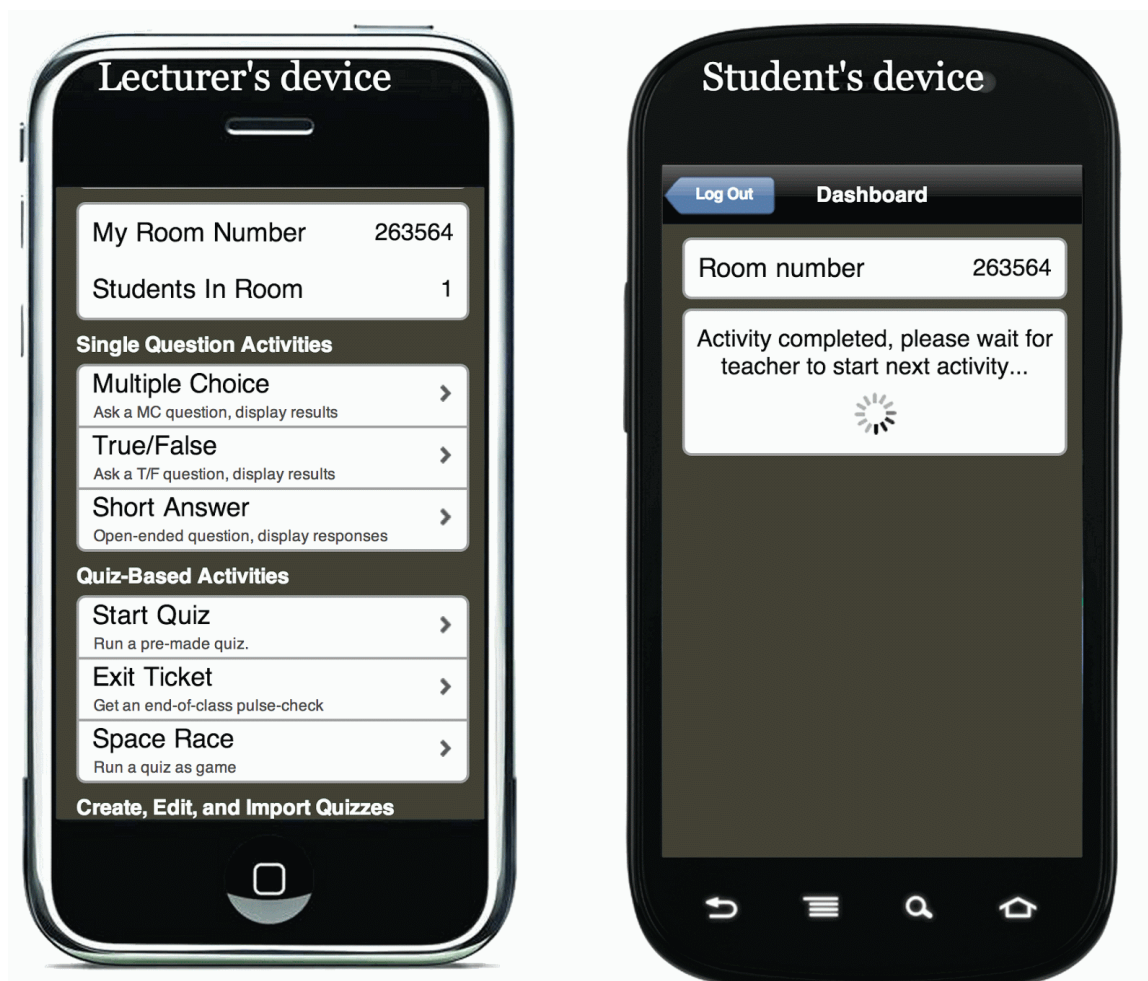 Lecturer's device
My Room Number 263564
Students In Room 1
Single Question Activities
Multiple Choice
Ask a MC question, display results
True/False
Ask a T/F question, display results
Short Answer
Open-ended question, display responses
Quiz-Based Activities
Start Quiz
Run a pre-made quiz.
Exit Ticket
Get an end-of-class pulse-check
Space Race
Run a quiz as game
Create, Edit, and Import Quizzes
Student's device
Log Out Dashboard
Room number 263564
Activity completed, please wait for
teacher to start next activity...